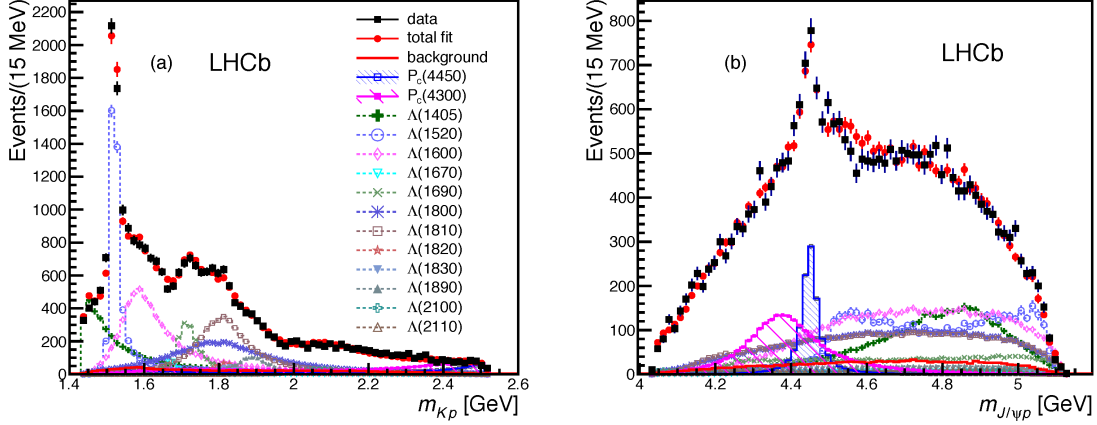 Events/(15 MeV)
2200
2000
1800
1600
1400
1200
1000
800
600
400
200
0
1.4
1.6
1.8
2
2.2
2.4
2.6
m_{Kp} [GeV]
(a)
LHCb
data
total fit
background
P_c(4450)
P_c(4300)
Λ(1405)
Λ(1520)
Λ(1600)
Λ(1670)
Λ(1690)
Λ(1800)
Λ(1810)
Λ(1820)
Λ(1830)
Λ(1890)
Λ(2100)
Λ(2110)
Events/(15 MeV)
800
700
600
500
400
300
200
100
0
4
4.2
4.4
4.6
4.8
5
m_{J/ψp} [GeV]
(b)
LHCb